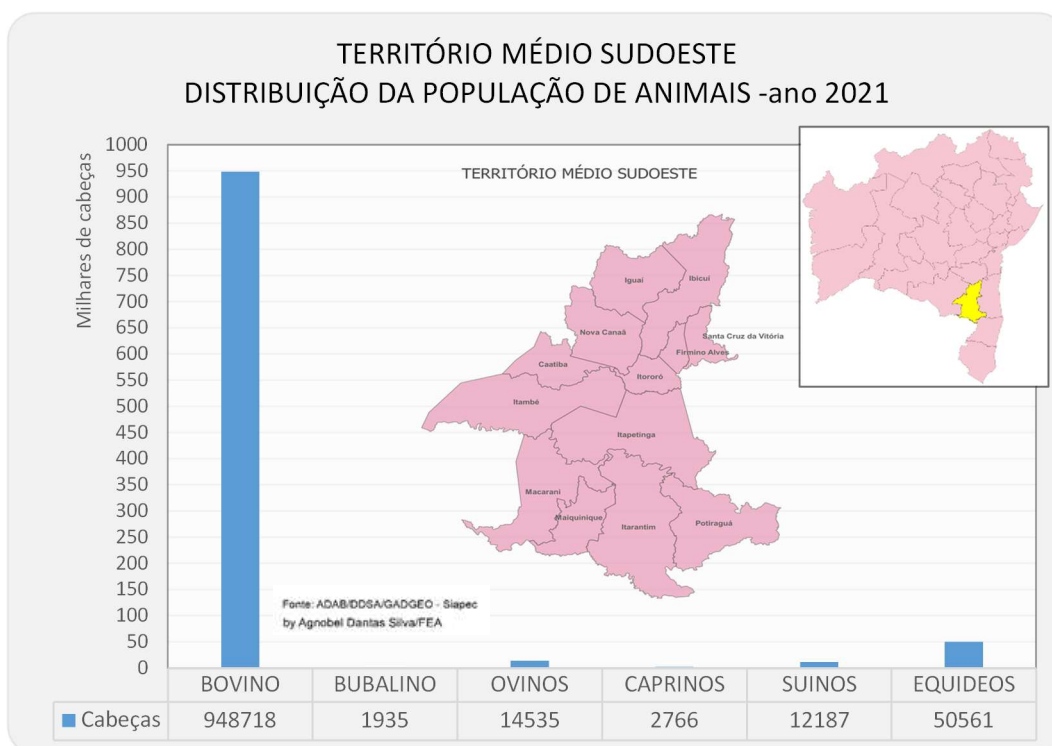 TERRITÓRIO MÉDIO SUDOESTE
DISTRIBUIÇÃO DA POPULAÇÃO DE ANIMAIS -ano 2021
Milhares de cabeças
1000
950
900
850
800
750
700
650
600
550
500
450
400
350
300
250
200
150
100
50
0
TERRITÓRIO MÉDIO SUDOESTE
Iguaí
Ibicuí
Nova Canaã
Santa Cruz da Vitória
Firmino Alves
Caatiba
Itororó
Itambé
Itapetinga
Macarani
Maiquinique
Itarantim
Potiraguá
Fonte: ADAB/DDSA/GADGEO - Siapec
by Agnobel Dantas Silva/FEA
BOVINO BUBALINO OVINOS CAPRINOS SUINOS EQUIDEOS
Cabeças 948718 1935 14535 2766 12187 50561